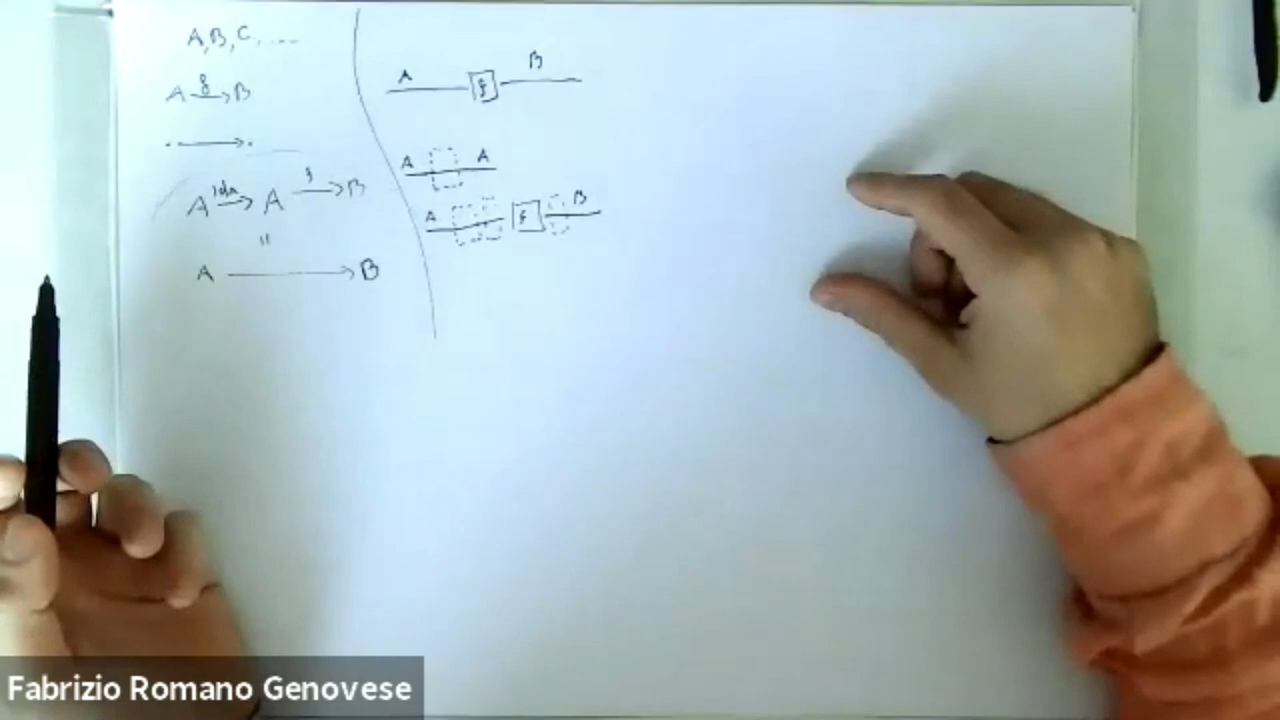 A, B, C, ....
A f→ B
. → .
A idA→ A f→ B
"
A → B
A f B
A A
A f B
Fabrizio Romano Genovese